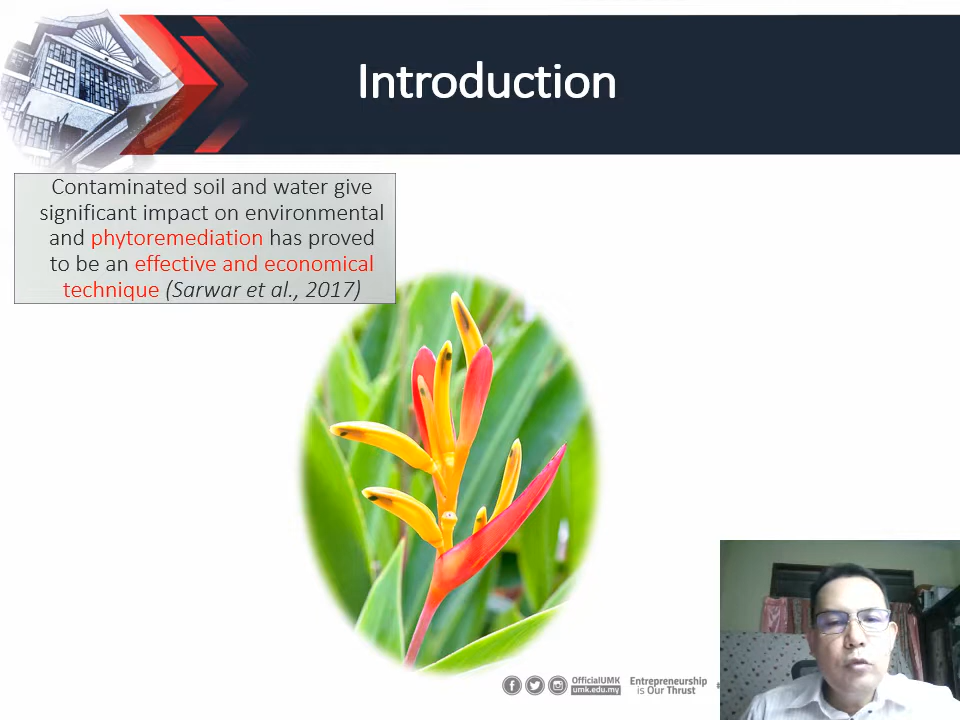 Introduction
Contaminated soil and water give
significant impact on environmental
and phytoremediation has proved
to be an effective and economical
technique (Sarwar et al., 2017)
OfficialUMK
umk.edu.my
Entrepreneurship
is Our Thrust
#